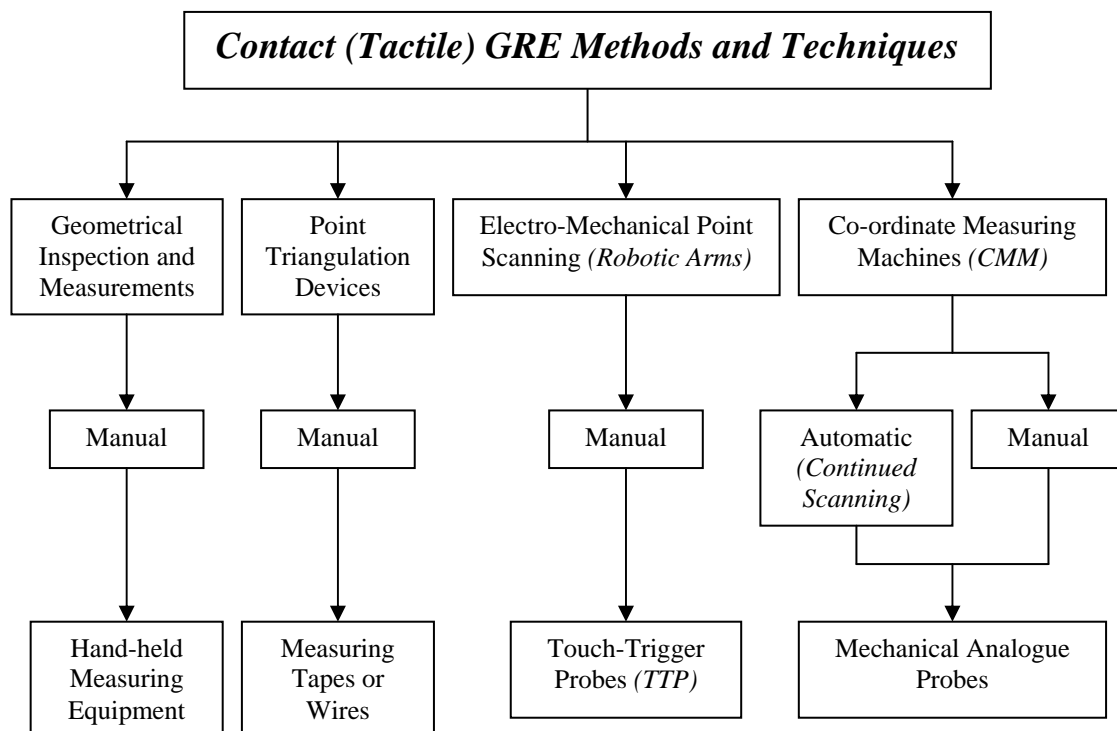 Contact (Tactile) GRE Methods and Techniques
Geometrical
Inspection and
Measurements
Point
Triangulation
Devices
Electro-Mechanical Point
Scanning (Robotic Arms)
Co-ordinate Measuring
Machines (CMM)
Manual
Manual
Manual
Automatic
(Continued
Scanning)
Manual
Hand-held
Measuring
Equipment
Measuring
Tapes or
Wires
Touch-Trigger
Probes (TTP)
Mechanical Analogue
Probes